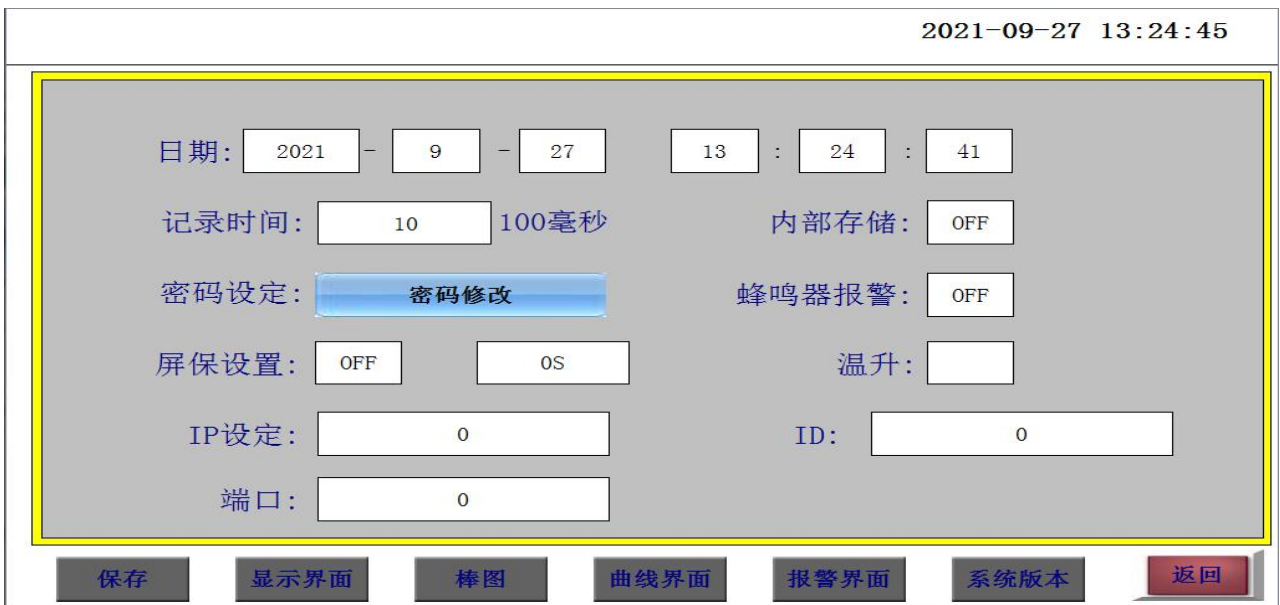 2021-09-27 13:24:45
日期: 2021 - 9 - 27 13 : 24 : 41
记录时间: 10 100毫秒 内部存储: OFF
密码设定: 密码修改 蜂鸣器报警: OFF
屏保设置: OFF 0S 温升:
IP设定: 0 ID: 0
端口: 0
保存 显示界面 棒图 曲线界面 报警界面 系统版本 返回